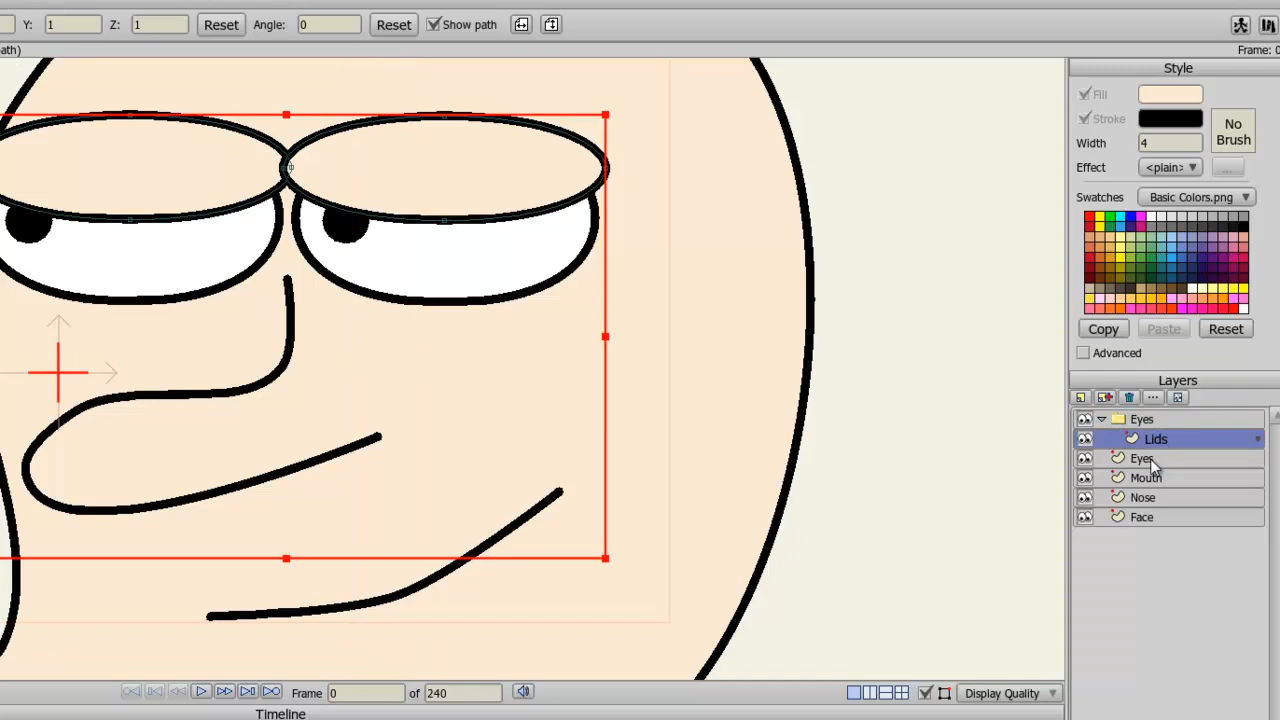 Y: 1 Z: 1 Reset Angle: 0 Reset Show path
ath) Frame: 0
Style
Fill
Stroke
No Brush
Width 4
Effect <plain> ...
Swatches Basic Colors.png
Copy Paste Reset
Advanced
Layers
Eyes
Lids
Eyes
Mouth
Nose
Face
Frame 0 of 240 Display Quality
Timeline